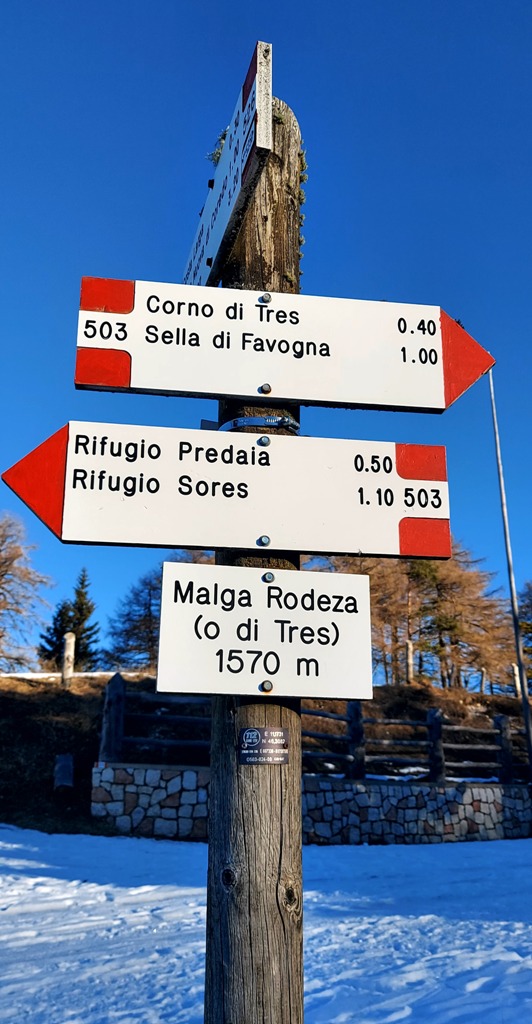 Corno di Tres 0.40
503 Sella di Favogna 1.00
Rifugio Predaia 0.50
Rifugio Sores 1.10 503
Malga Rodeza
(o di Tres)
1570 m
112